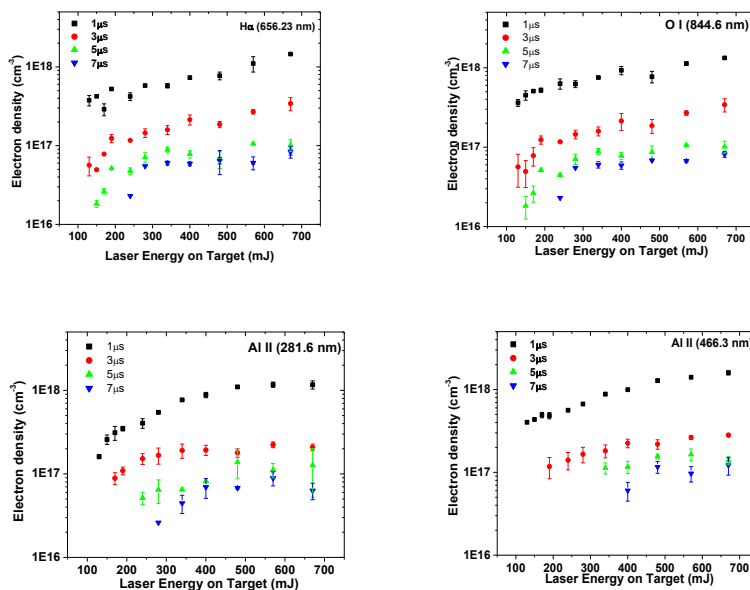 Hα (656.23 nm)
1µs
3µs
5µs
7µs
1E18
1E17
1E16
Electron density (cm-3)
100 200 300 400 500 600 700
Laser Energy on Target (mJ)
O I (844.6 nm)
1µs
3µs
5µs
7µs
1E18
1E17
1E16
Electron density (cm-3)
100 200 300 400 500 600 700
Laser Energy on Target (mJ)
Al II (281.6 nm)
1µs
3µs
5µs
7µs
1E18
1E17
1E16
Electron density (cm-3)
100 200 300 400 500 600 700
Laser Energy on Target (mJ)
Al II (466.3 nm)
1µs
3µs
5µs
7µs
1E18
1E17
1E16
Electron density (cm-3)
100 200 300 400 500 600 700
Laser Energy on Target (mJ)